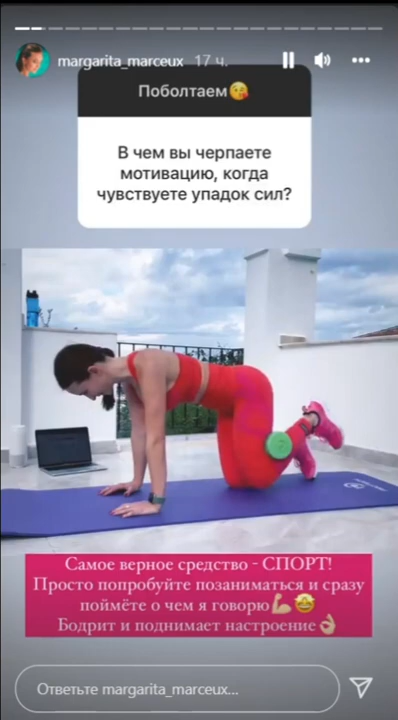 margarita_marceux 17 ч.
Поболтаем😘
В чем вы черпаете
мотивацию, когда
чувствуете упадок сил?
Самое верное средство - СПОРТ!
Просто попробуйте позаниматься и сразу
поймёте о чем я говорю💪🏼🤩
Бодрит и поднимает настроение👌🏼
Ответьте margarita_marceux...